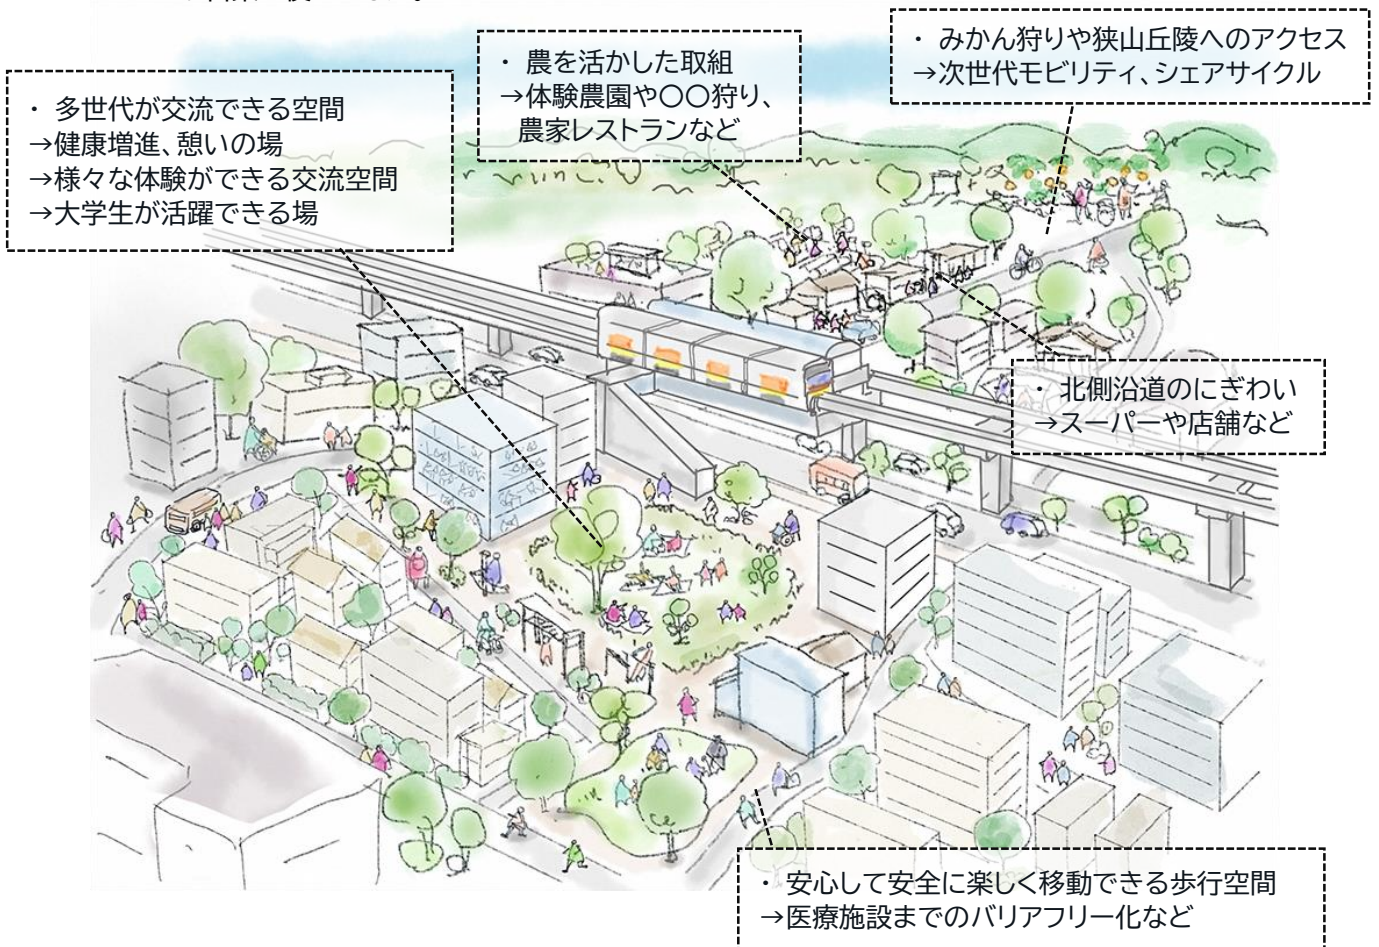 ・ 多世代が交流できる空間
→健康増進、憩いの場
→様々な体験ができる交流空間
→大学生が活躍できる場
・ 農を活かした取組
→体験農園や〇〇狩り、
農家レストランなど
・ みかん狩りや狭山丘陵へのアクセス
→次世代モビリティ、シェアサイクル
・ 北側沿道のにぎわい
→スーパーや店舗など
・ 安心して安全に楽しく移動できる歩行空間
→医療施設までのバリアフリー化など